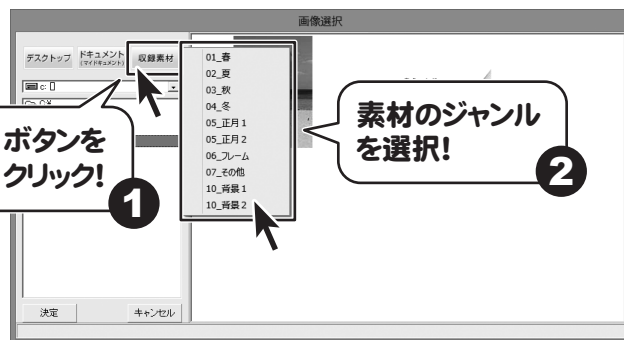 画像選択
デスクトップ
ドキュメント
(マイドキュメント)
収録素材
c: []
C:¥
01_春
02_夏
03_秋
04_冬
05_正月1
05_正月2
06_フレーム
07_その他
10_背景1
10_背景2
ボタンを
クリック!
1
素材のジャンル
を選択!
2
決定
キャンセル